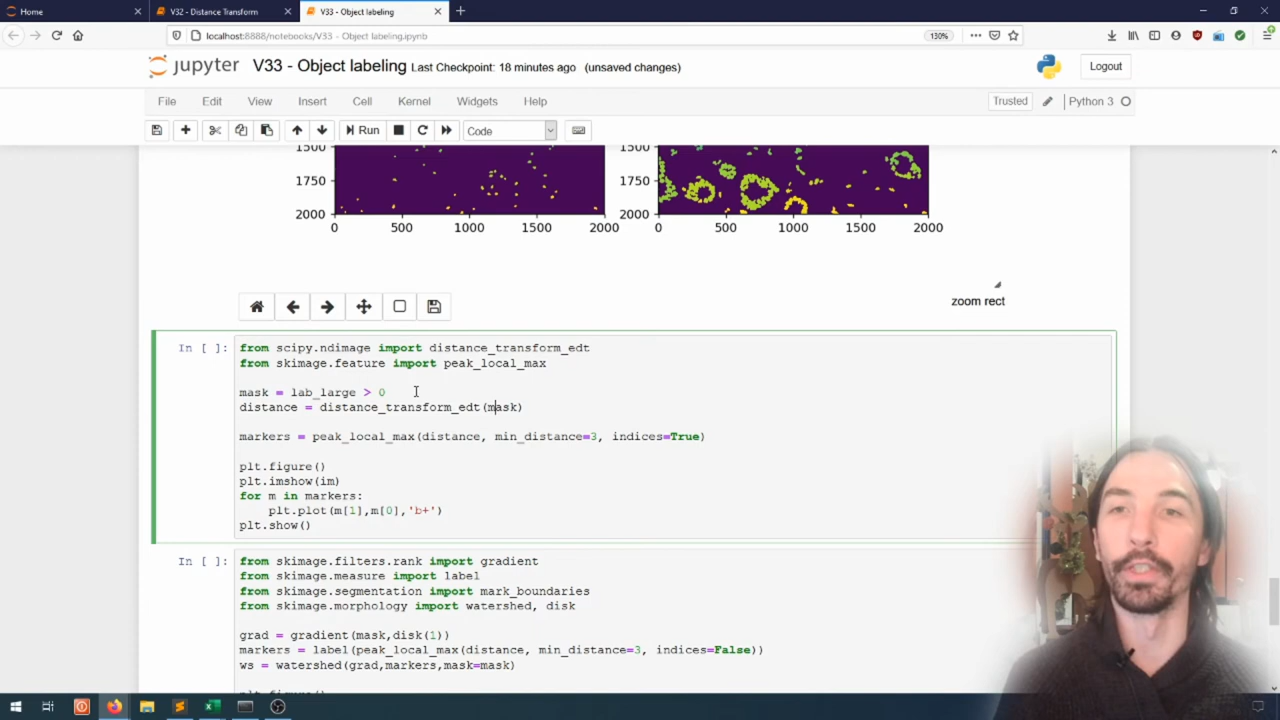 Home
V32 - Distance Transform
V33 - Object labeling
localhost:8888/notebooks/V33 - Object labeling.ipynb
130%
jupyter V33 - Object labeling Last Checkpoint: 18 minutes ago (unsaved changes)
Logout
File Edit View Insert Cell Kernel Widgets Help
Trusted
Python 3
Run
Code
1500
1750
2000
0 500 1000 1500 2000
1500
1750
2000
0 500 1000 1500 2000
zoom rect
In [ ]:
from scipy.ndimage import distance_transform_edt
from skimage.feature import peak_local_max
mask = lab_large > 0
distance = distance_transform_edt(mask)
markers = peak_local_max(distance, min_distance=3, indices=True)
plt.figure()
plt.imshow(im)
for m in markers:
    plt.plot(m[1],m[0],'b+')
plt.show()
In [ ]:
from skimage.filters.rank import gradient
from skimage.measure import label
from skimage.segmentation import mark_boundaries
from skimage.morphology import watershed, disk
grad = gradient(mask,disk(1))
markers = label(peak_local_max(distance, min_distance=3, indices=False))
ws = watershed(grad,markers,mask=mask)
plt.figure()